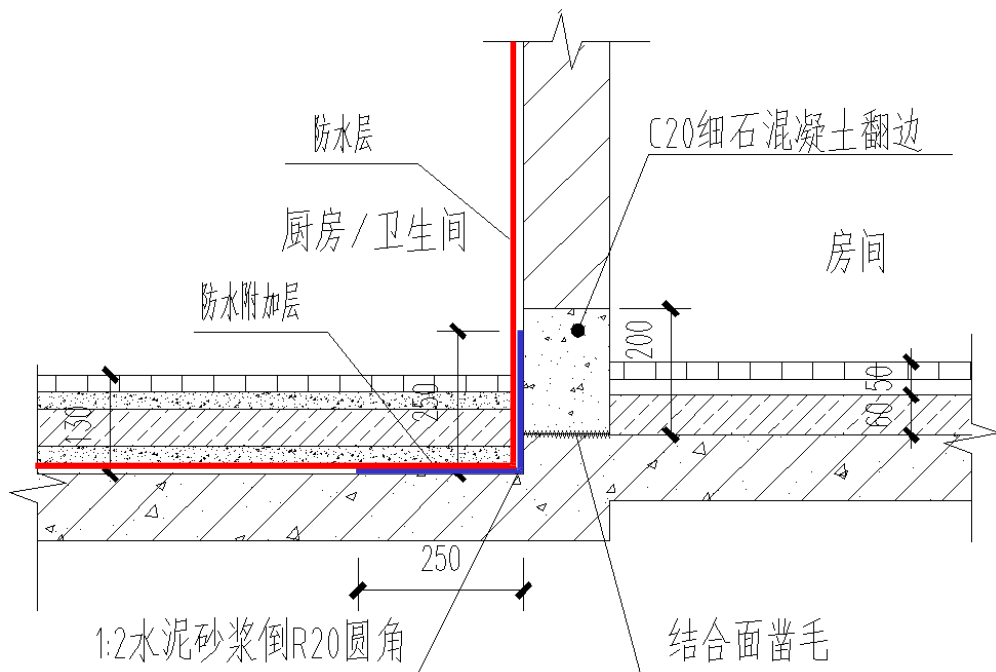 防水层
C20细石混凝土翻边
厨房/卫生间
房间
防水附加层
200
250
130
50
60
250
1:2水泥砂浆倒R20圆角
结合面凿毛